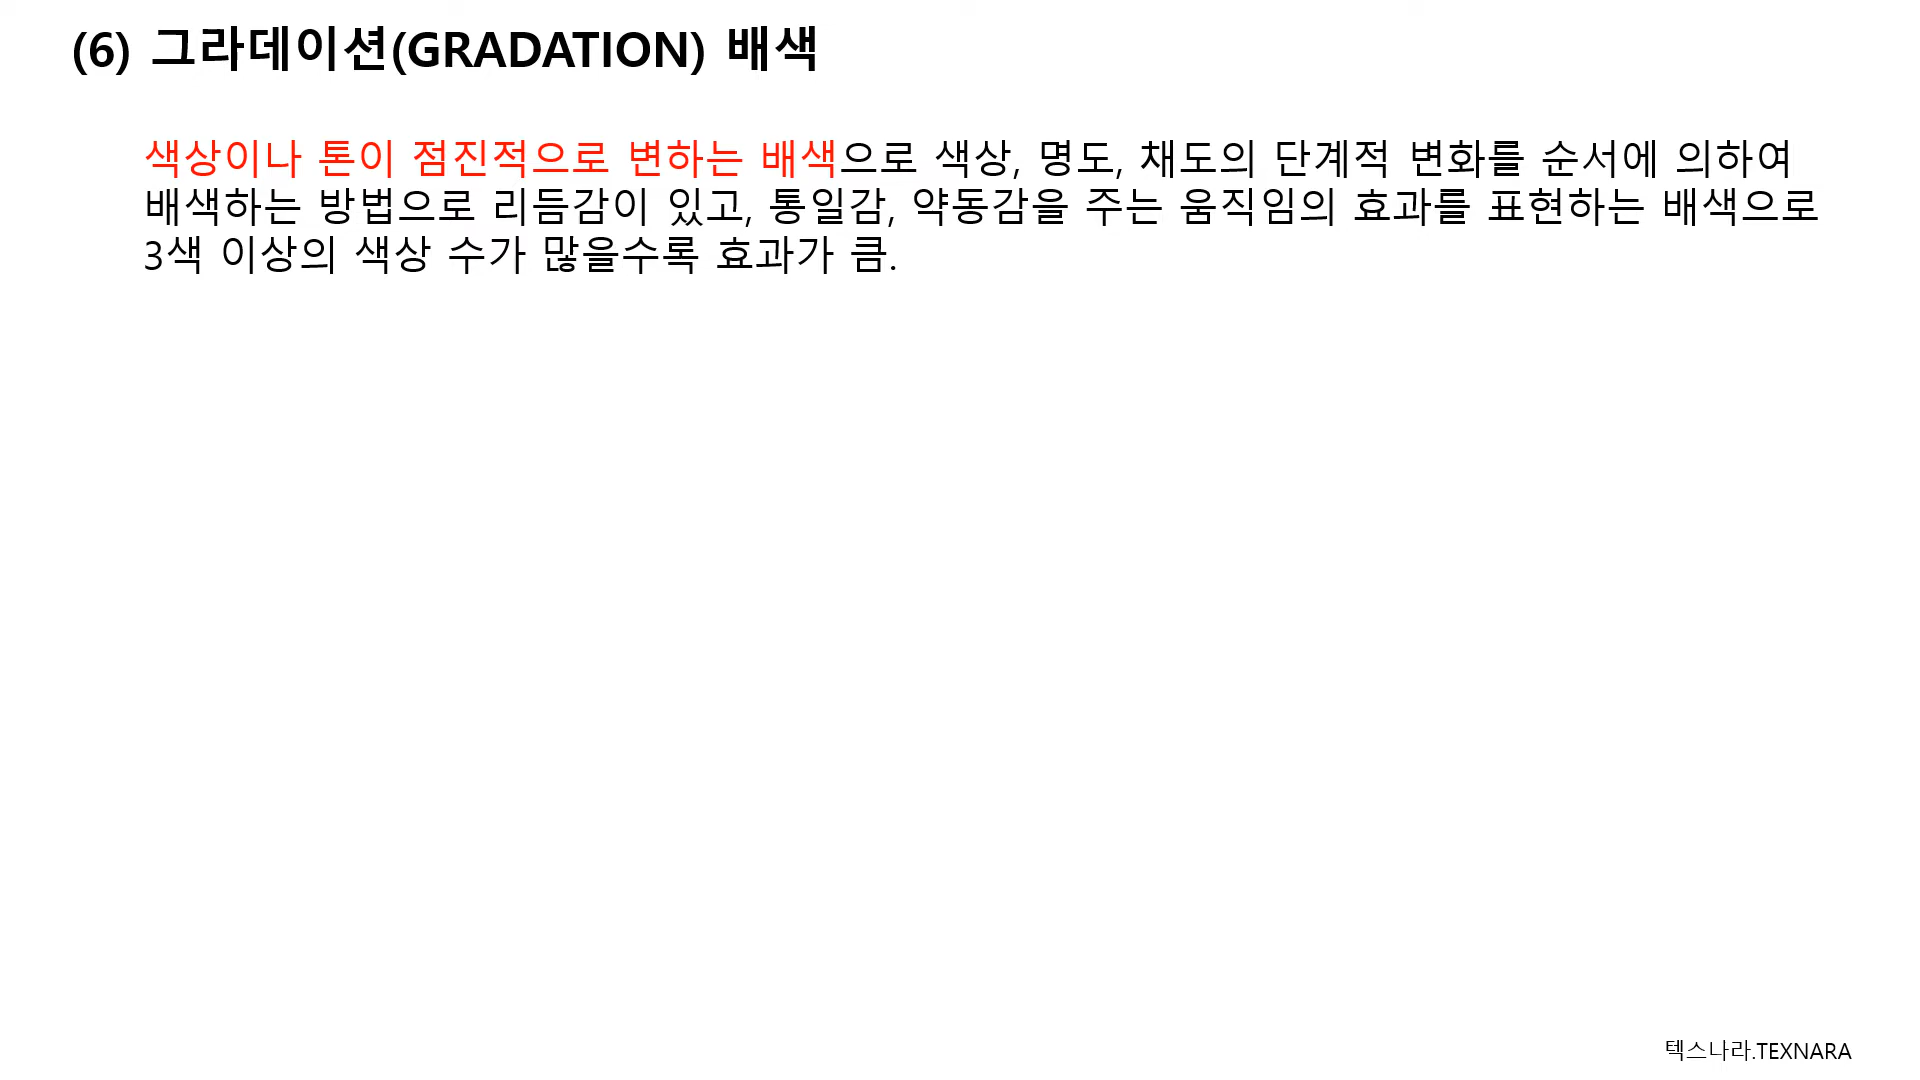 (6) 그라데이션(GRADATION) 배색
색상이나 톤이 점진적으로 변하는 배색으로 색상, 명도, 채도의 단계적 변화를 순서에 의하여
배색하는 방법으로 리듬감이 있고, 통일감, 약동감을 주는 움직임의 효과를 표현하는 배색으로
3색 이상의 색상 수가 많을수록 효과가 큼.
텍스나라.TEXNARA